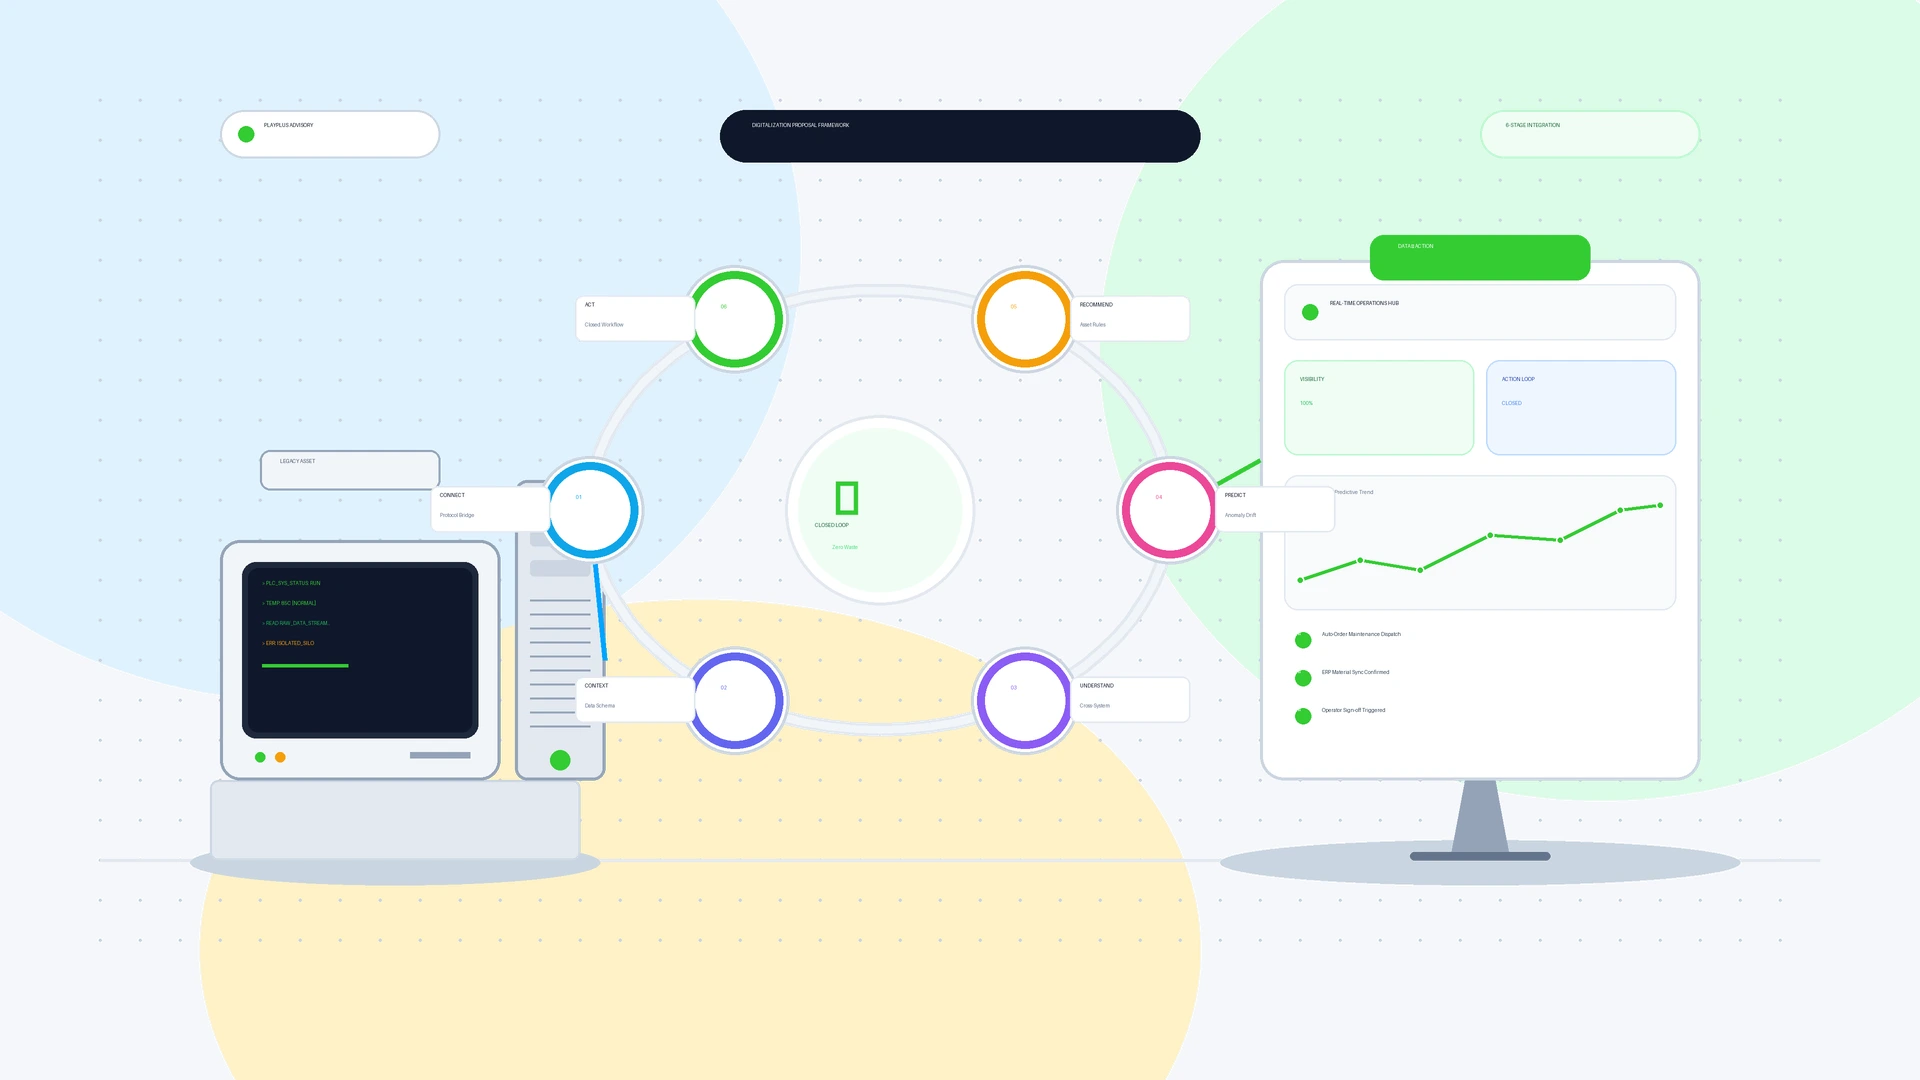 PLAYPLUS ADVISORY
DIGITALIZATION PROPOSAL FRAMEWORK
6-STAGE INTEGRATION
DATA & ACTION
REAL-TIME OPERATIONS HUB
VISIBILITY
100%
ACTION LOOP
CLOSED
Predictive Trend
Auto-Order Maintenance Dispatch
ERP Material Sync Confirmed
Operator Sign-off Triggered
ACT
Closed Workflow
06
05
RECOMMEND
Asset Rules
LEGACY ASSET
CONNECT
Protocol Bridge
01
CLOSED LOOP
Zero Waste
04
PREDICT
Anomaly Drift
> PLC_SYS_STATUS: RUN
> TEMP: 85C [NORMAL]
> READ RAW_DATA_STREAM...
> ERR: ISOLATED_SILO
CONTEXT
Data Schema
02
03
UNDERSTAND
Cross System